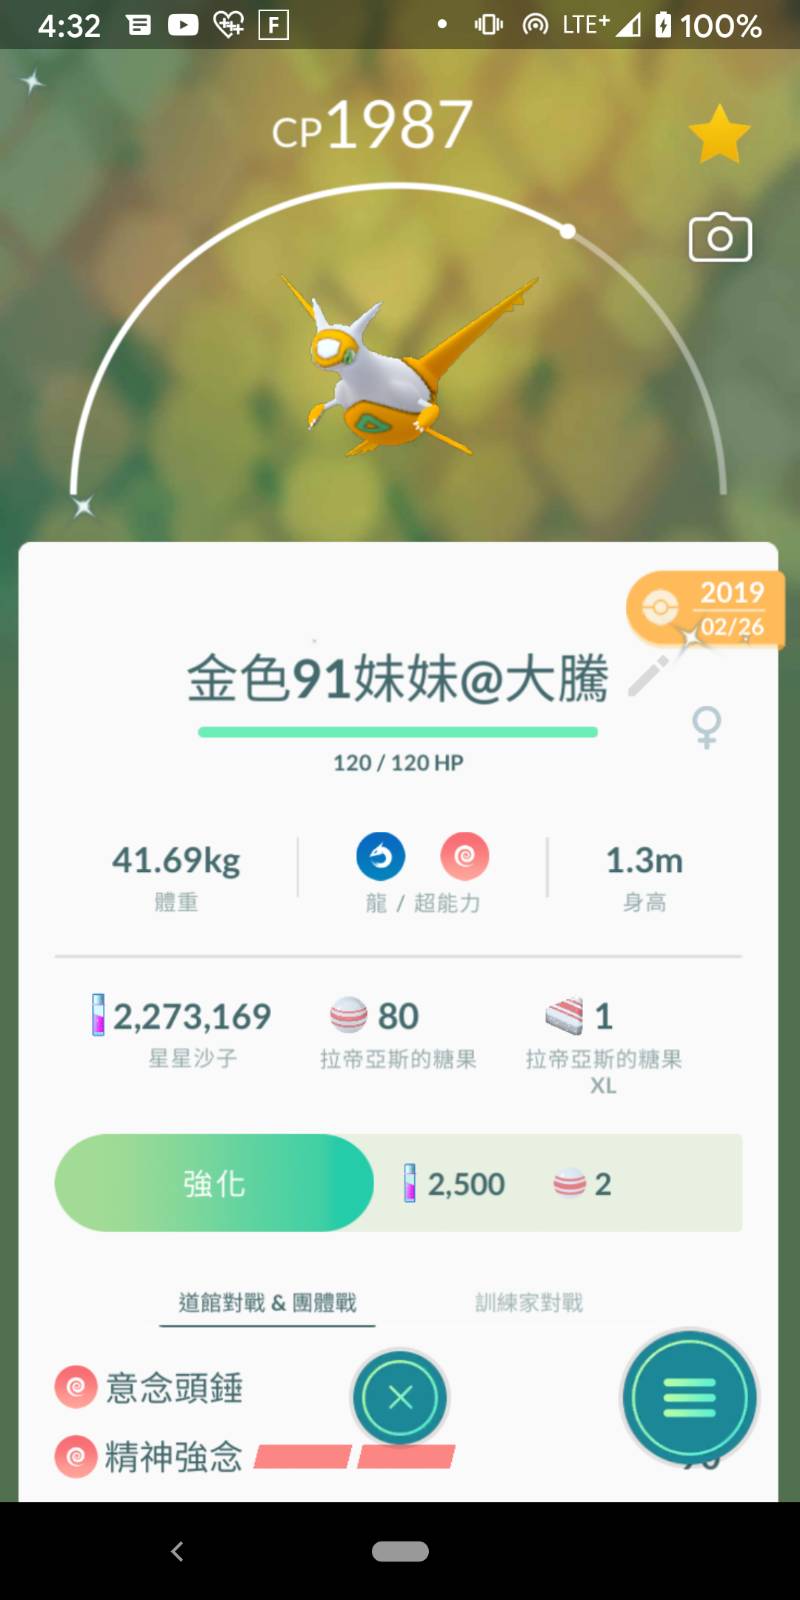 4:32 F LTE+ 100%
CP1987
2019
02/26
金色91妹妹@大騰
120 / 120 HP
41.69kg 1.3m
體重 龍 / 超能力 身高
2,273,169 80 1
星星沙子 拉帝亞斯的糖果 拉帝亞斯的糖果
XL
強化 2,500 2
道館對戰 & 團體戰 訓練家對戰
意念頭錘
精神強念